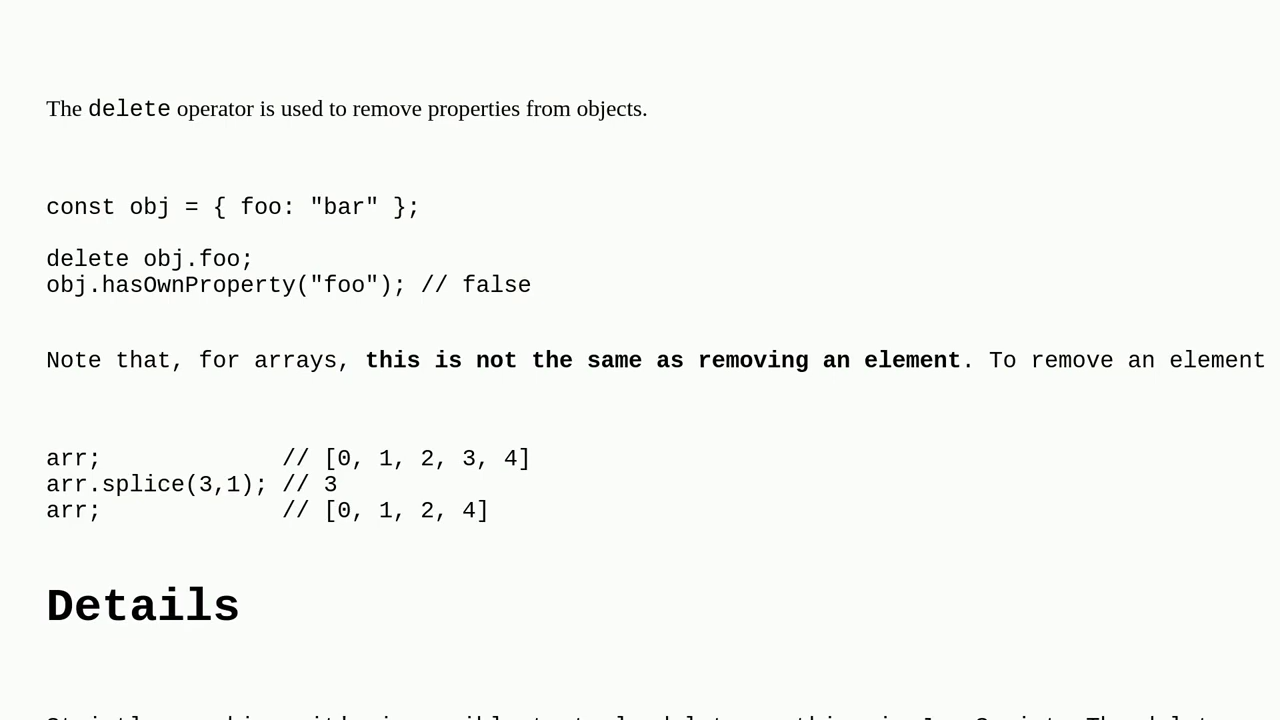 The delete operator is used to remove properties from objects.
const obj = { foo: "bar" };
delete obj.foo;
obj.hasOwnProperty("foo"); // false
Note that, for arrays, this is not the same as removing an element. To remove an element
arr;             // [0, 1, 2, 3, 4]
arr.splice(3,1); // 3
arr;             // [0, 1, 2, 4]
Details